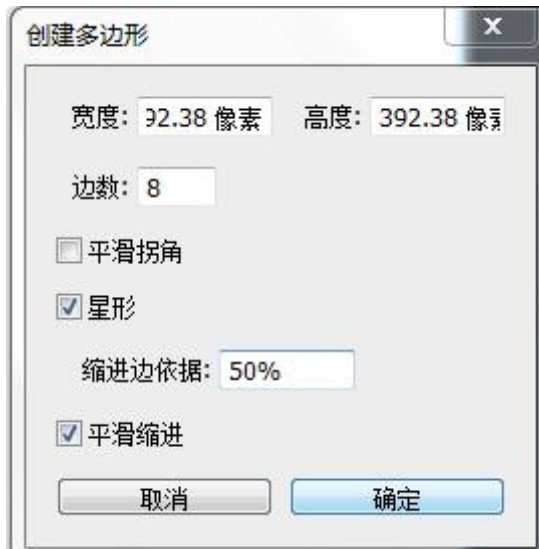 创建多边形
宽度: 92.38 像素 高度: 392.38 像素
边数: 8
平滑拐角
星形
缩进边依据: 50%
平滑缩进
取消 确定